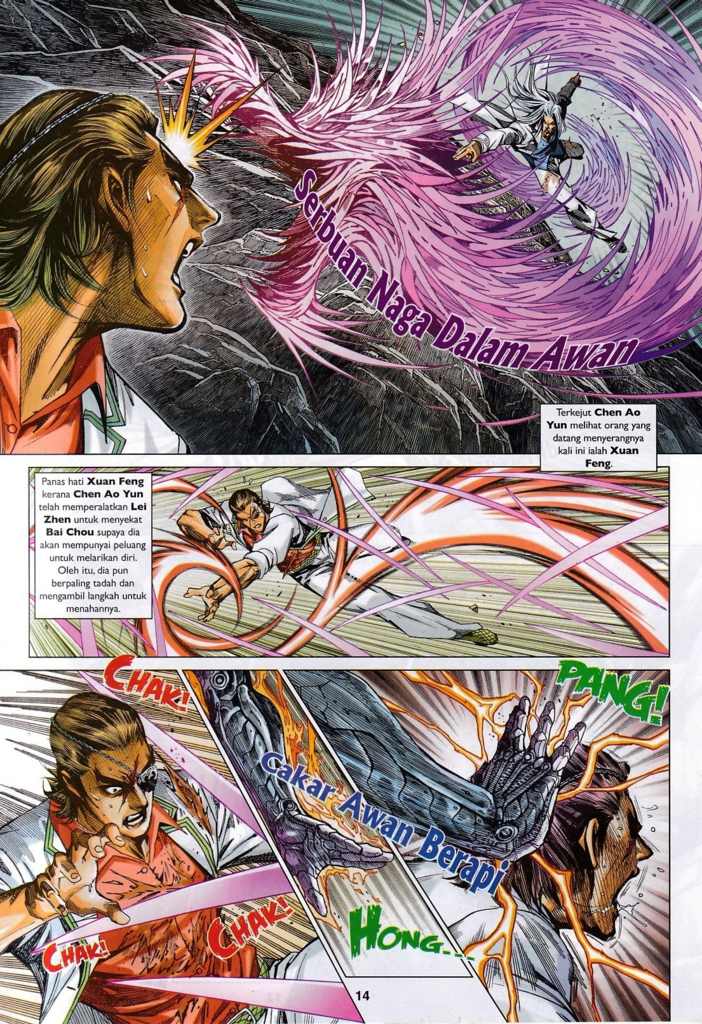 Serbuan Naga Dalam Awan
Terkejut Chen Ao
Yun melihat orang yang
datang menyerangnya
kali ini ialah Xuan
Feng.
Panas hati Xuan Feng
kerana Chen Ao Yun
telah memperalatkan Lei
Zhen untuk menyekat
Bai Chou supaya dia
akan mempunyai peluang
untuk melarikan diri.
Oleh itu, dia pun
berpaling tadah dan
mengambil langkah untuk
menahannya.
CHAK!
PANG!
Cakar Awan Berapi
CHAK!
CHAK!
HONG...
14